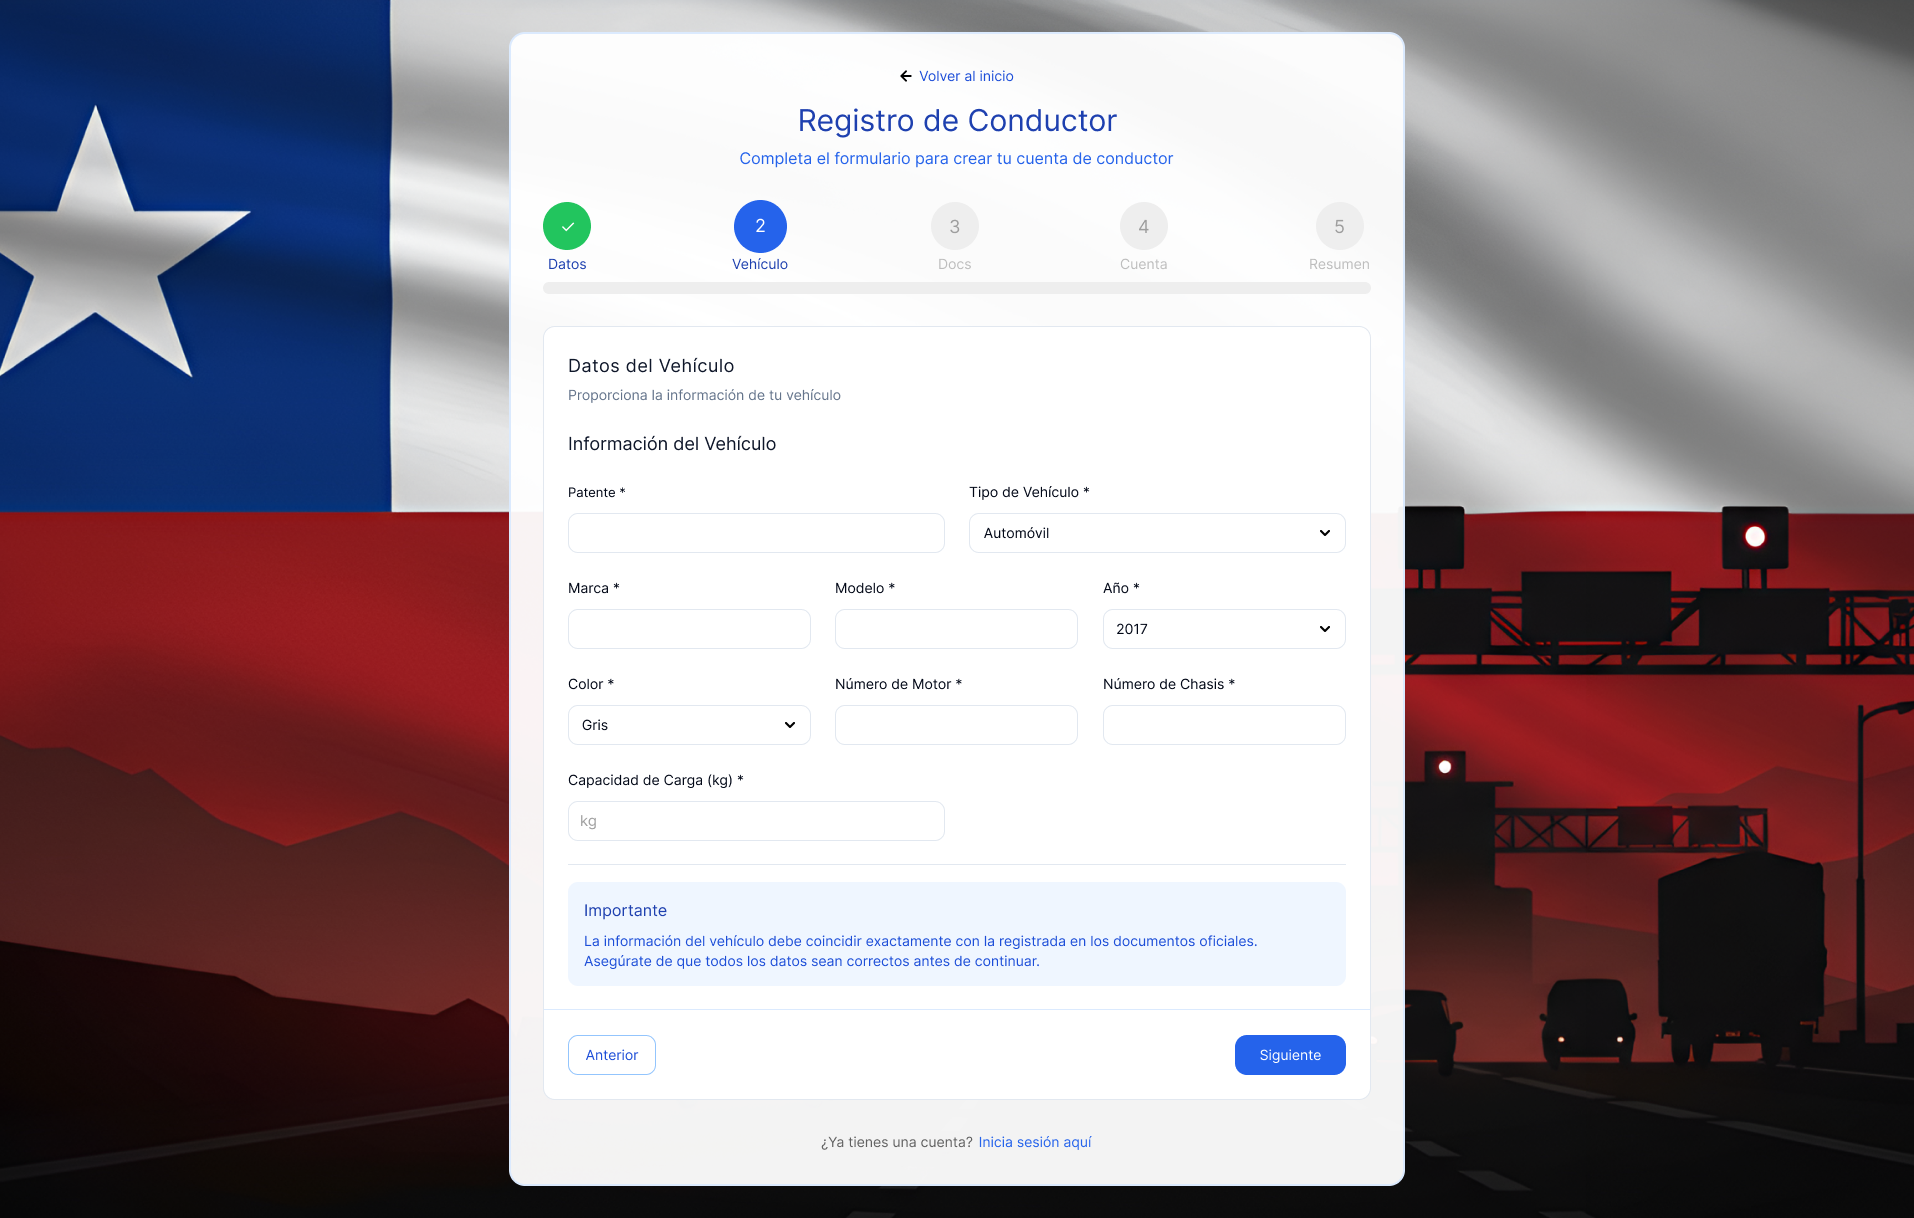 Volver al inicio
Registro de Conductor
Completa el formulario para crear tu cuenta de conductor
2
3
4
5
Datos
Vehículo
Docs
Cuenta
Resumen
Datos del Vehículo
Proporciona la información de tu vehículo
Información del Vehículo
Patente *
Tipo de Vehículo *
Automóvil
Marca *
Modelo *
Año *
2017
Color *
Número de Motor *
Número de Chasis *
Gris
Capacidad de Carga (kg) *
kg
Importante
La información del vehículo debe coincidir exactamente con la registrada en los documentos oficiales.
Asegúrate de que todos los datos sean correctos antes de continuar.
Anterior
Siguiente
¿Ya tienes una cuenta? Inicia sesión aquí